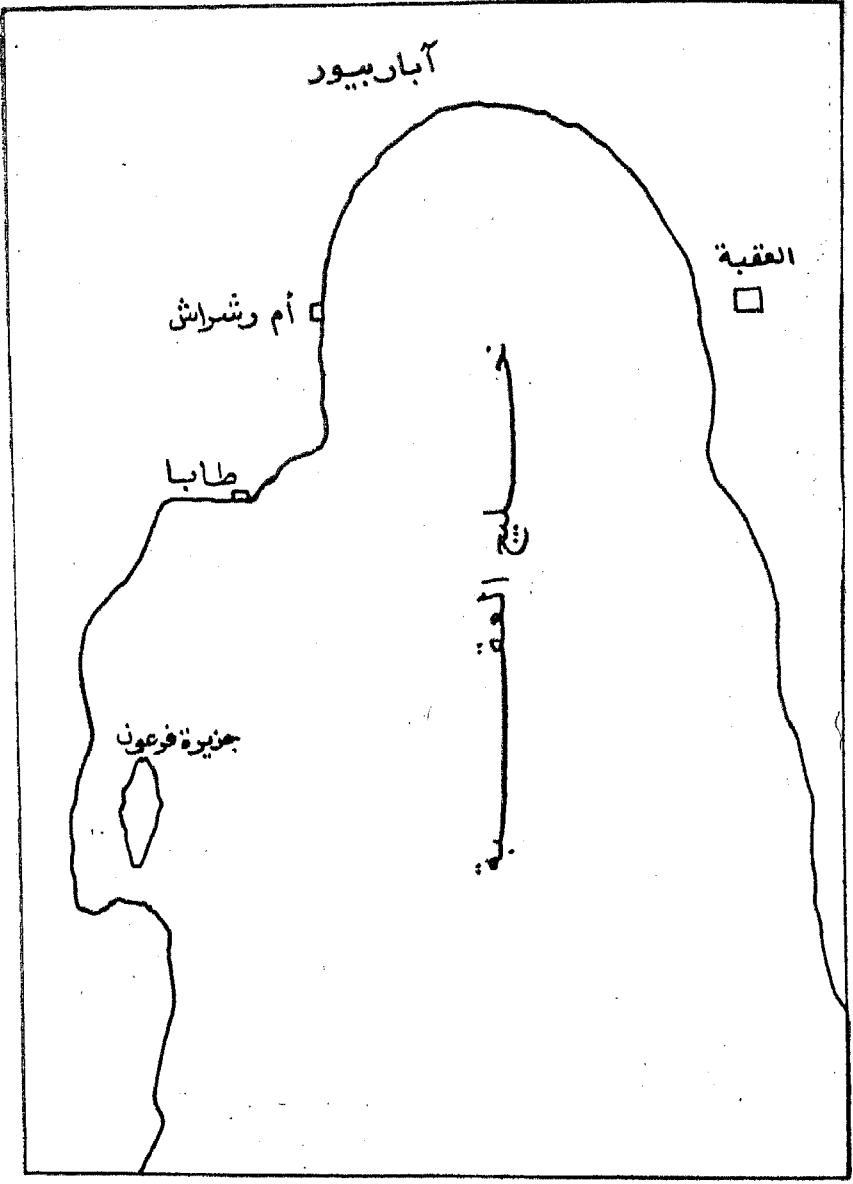 آبار بيور
العقبة
أم رشراش
طابا
خليج العقبة
جزيرة فرعون